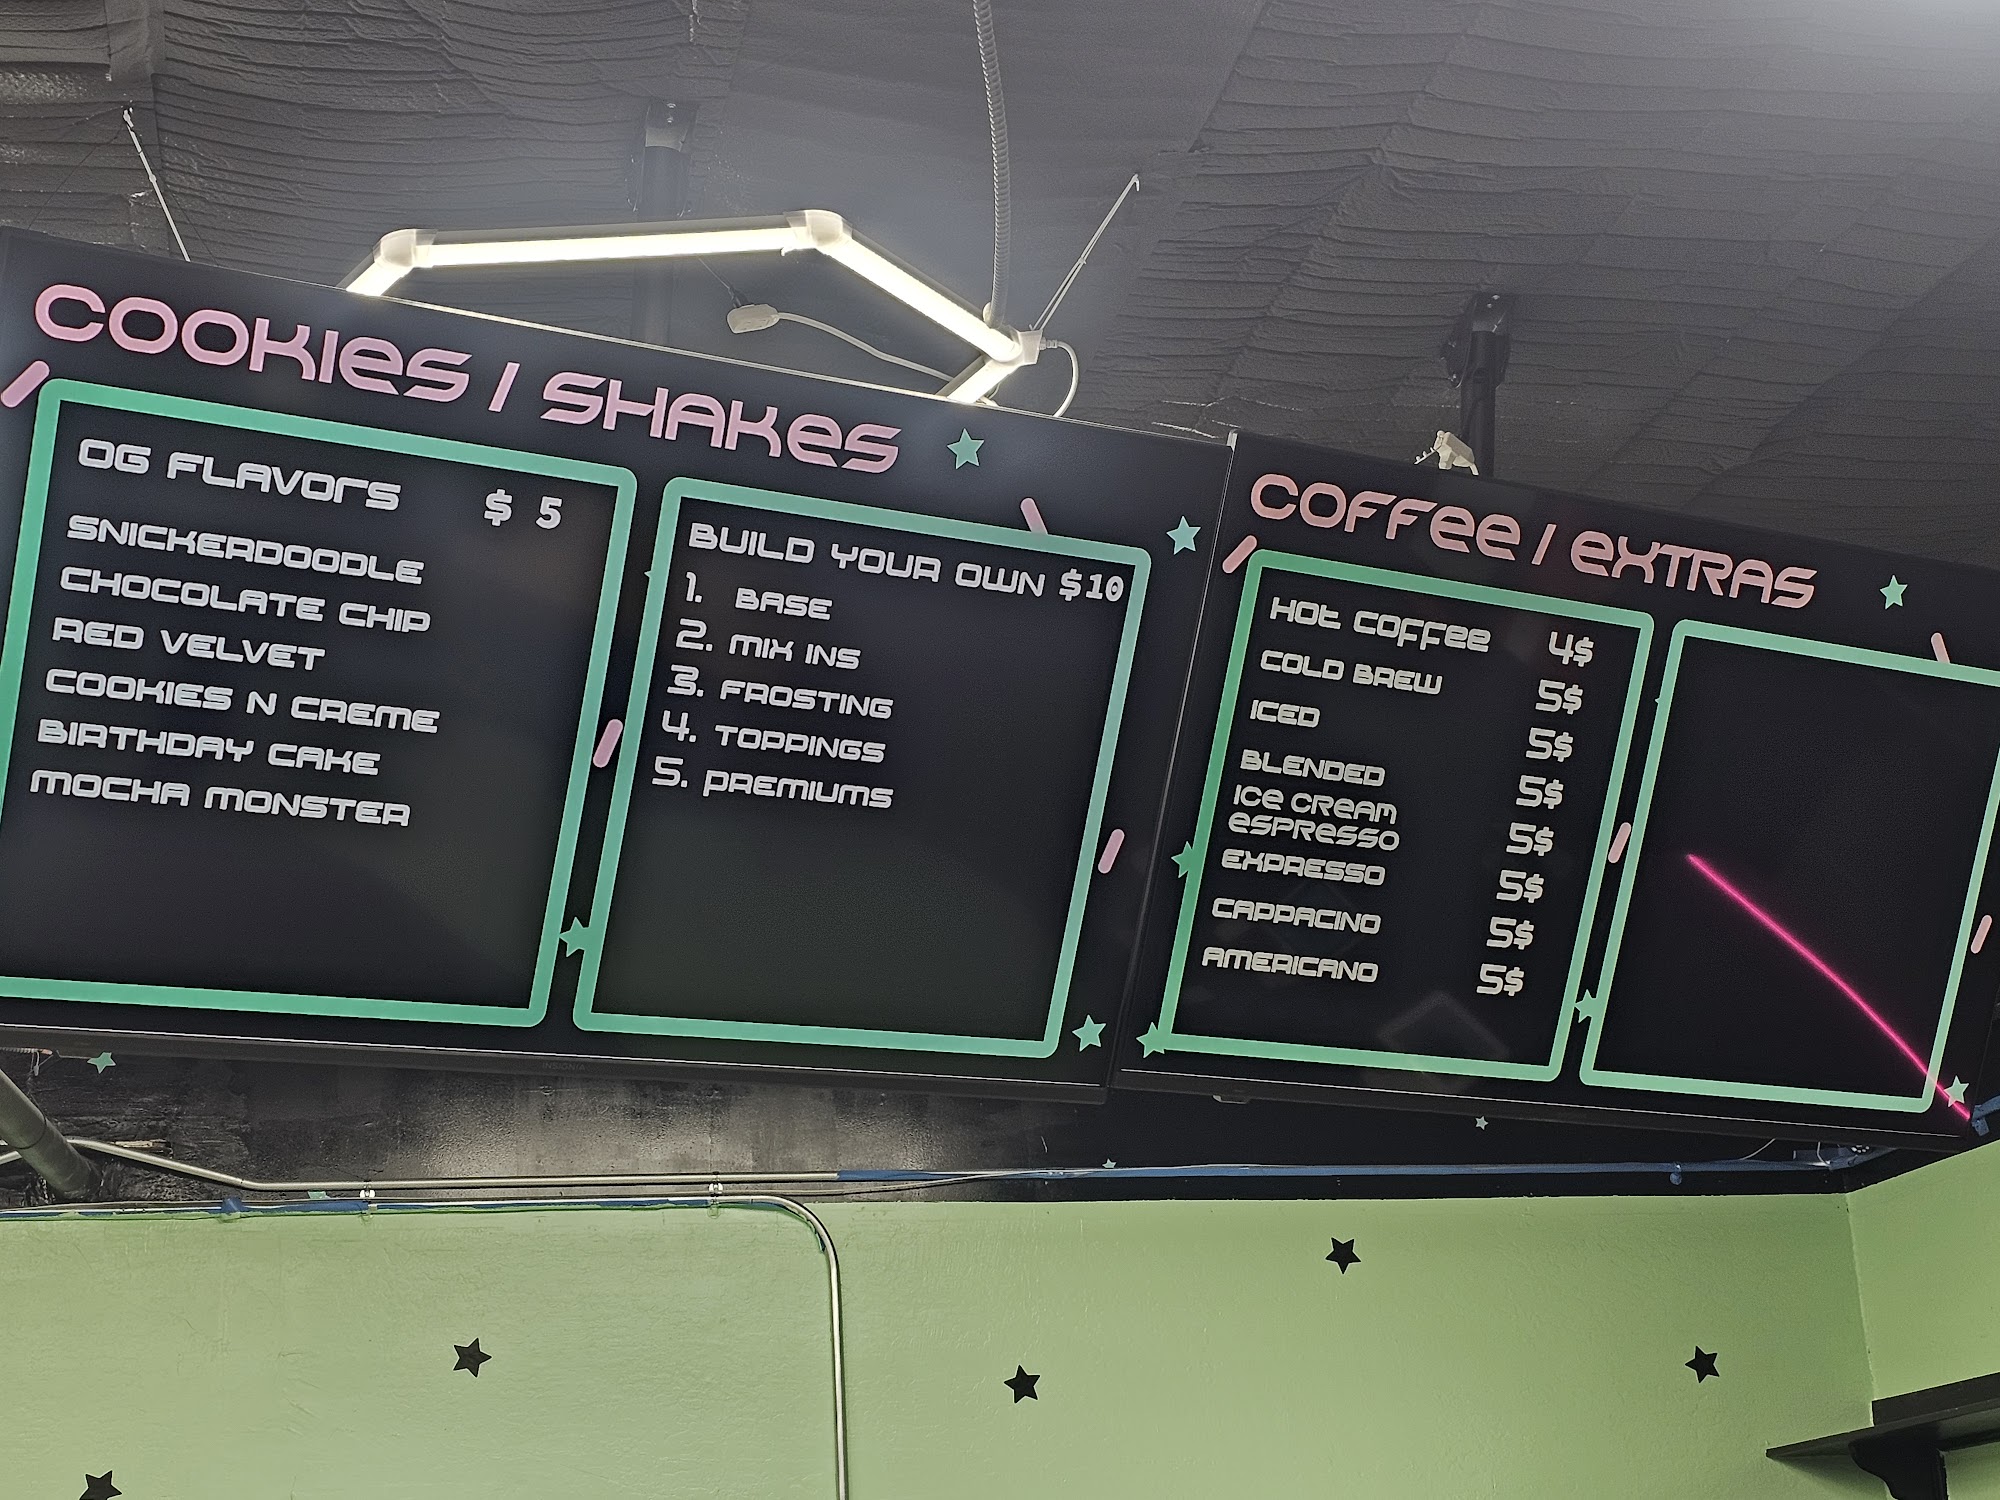 COOKIES / SHAKES
OG FLAVORS $ 5
SNICKERDOODLE
CHOCOLATE CHIP
RED VELVET
COOKIES N CREME
BIRTHDAY CAKE
MOCHA MONSTER
BUILD YOUR OWN $10
1. BASE
2. MIX INS
3. FROSTING
4. TOPPINGS
5. PREMIUMS
INSIGNIA
COFFEE / EXTRAS
HOT COFFEE 4$
COLD BREW 5$
ICED 5$
BLENDED 5$
ICE CREAM
ESPRESSO 5$
EXPRESSO 5$
CAPPACINO 5$
AMERICANO 5$